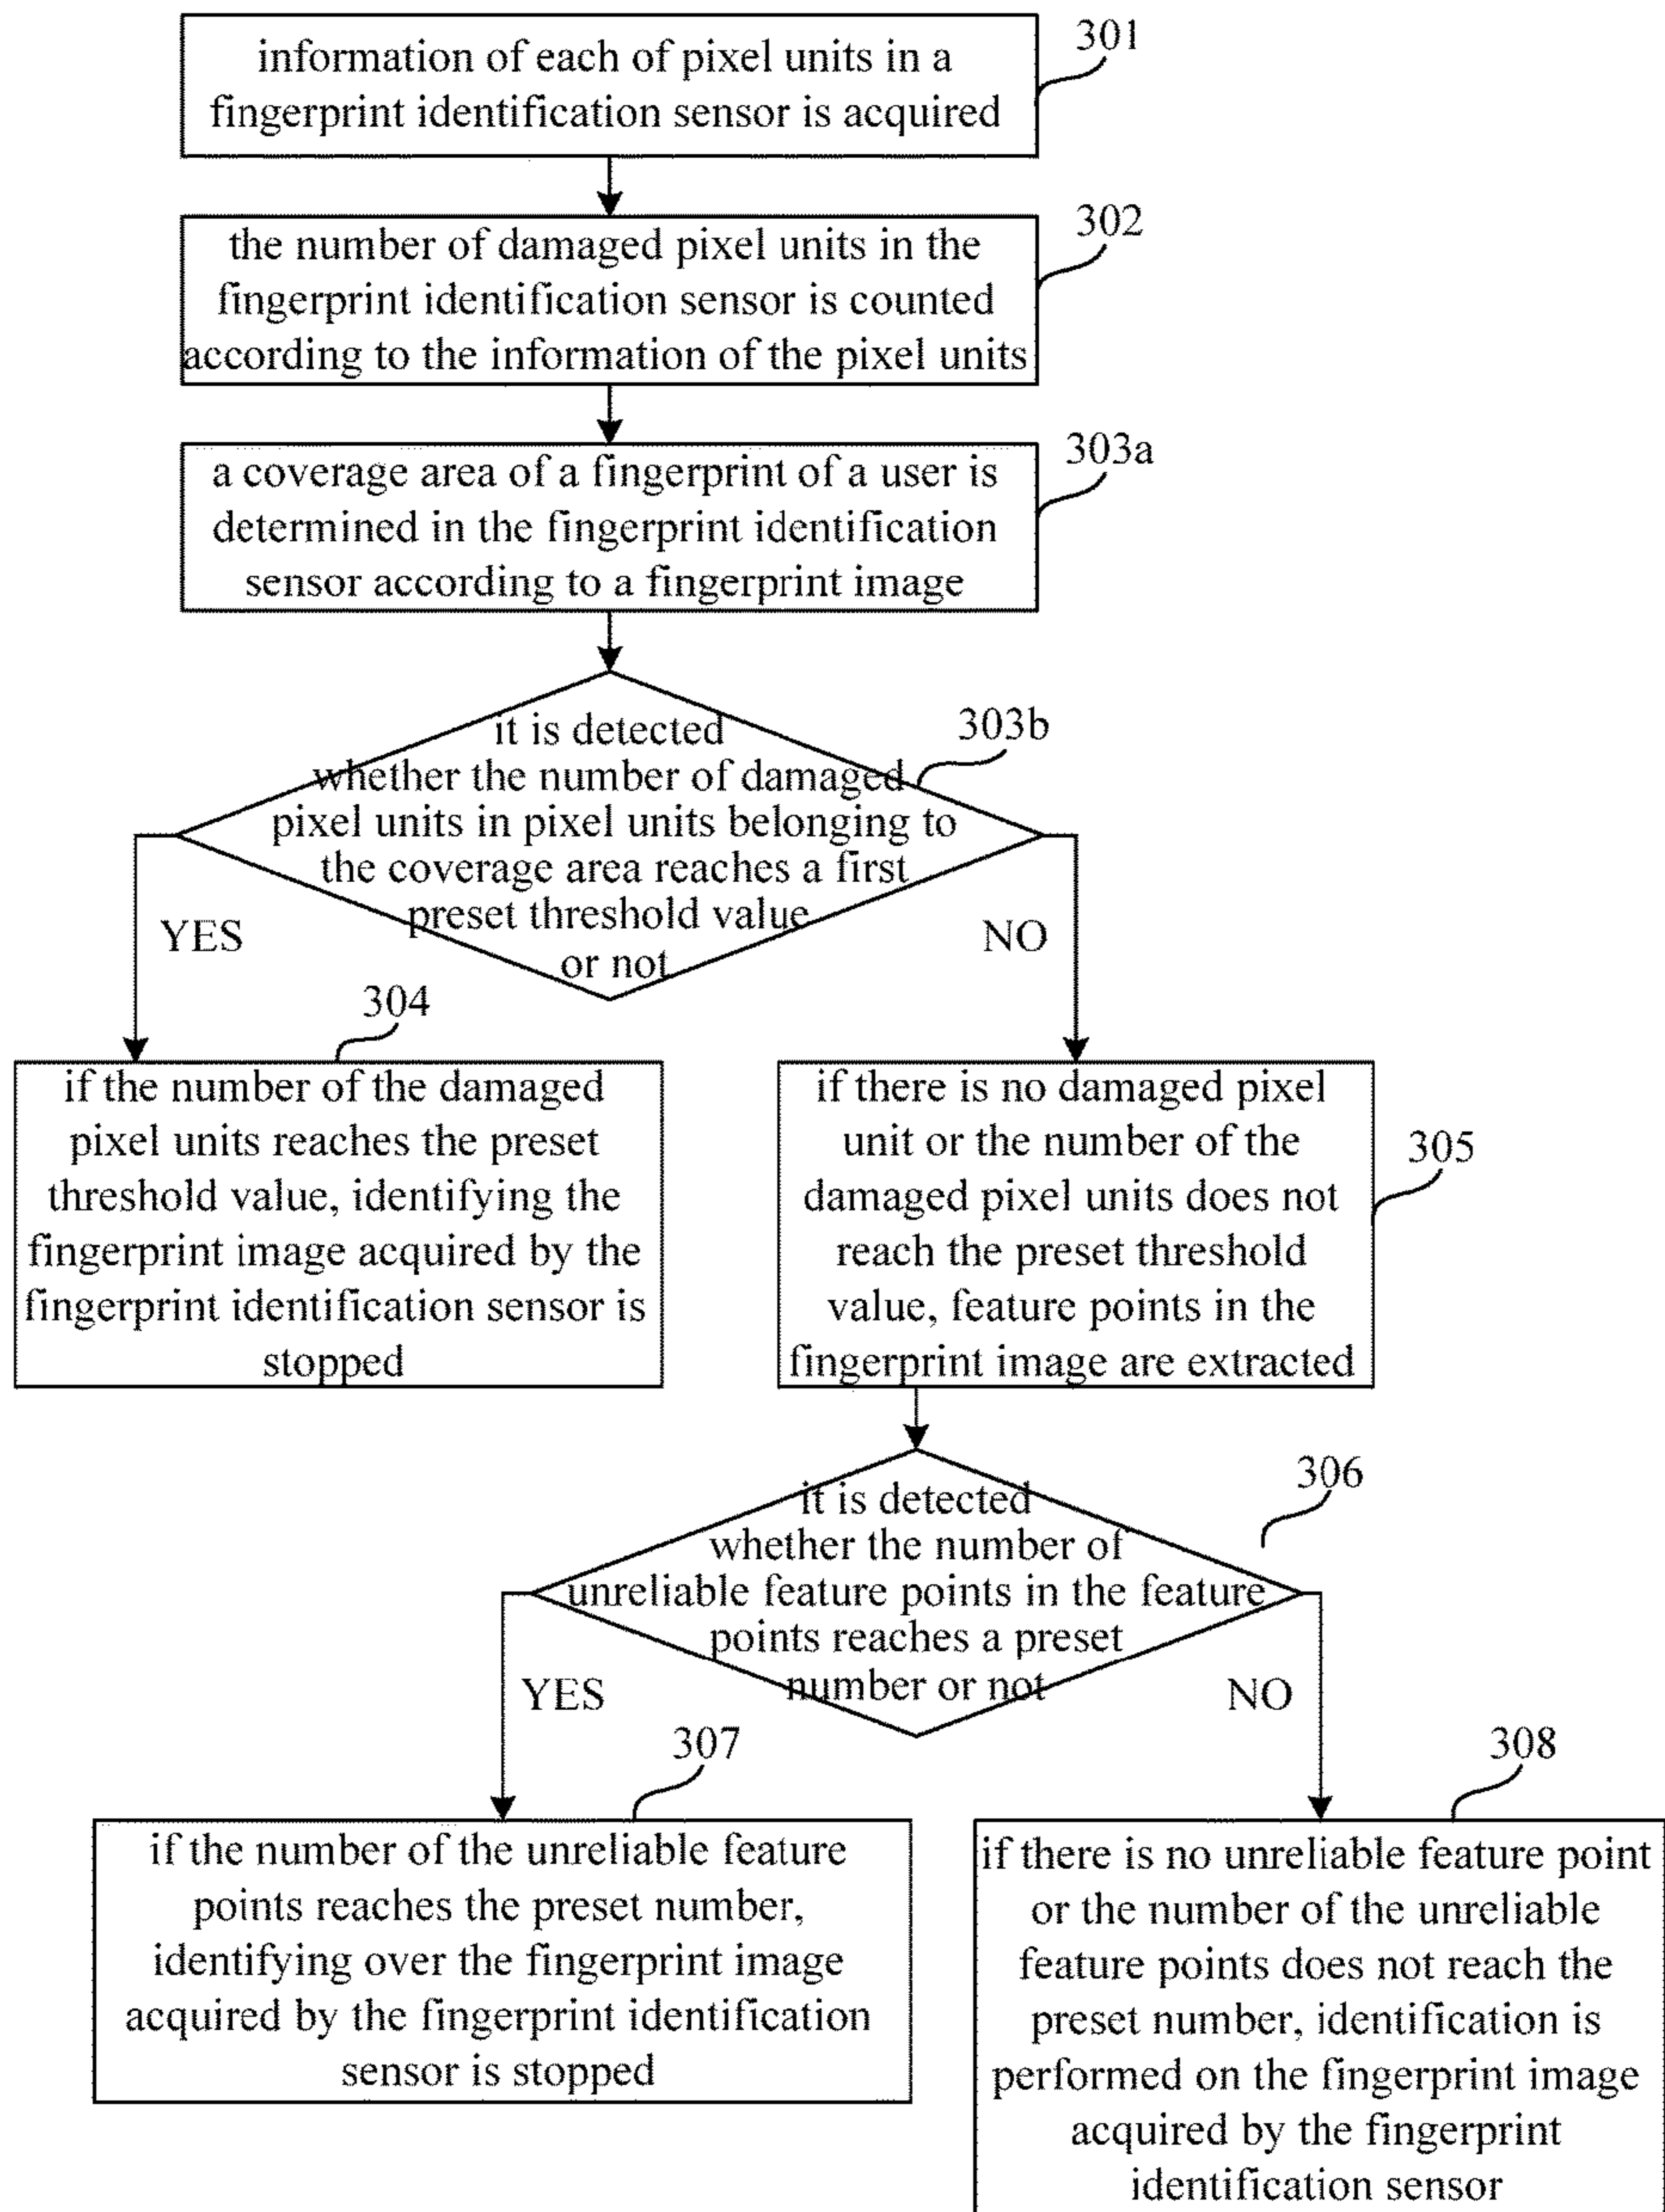 information of each of pixel units in a
fingerprint identification sensor is acquired
301
the number of damaged pixel units in the
fingerprint identification sensor is counted
according to the information of the pixel units
302
a coverage area of a fingerprint of a user is
determined in the fingerprint identification
sensor according to a fingerprint image
303a
it is detected
whether the number of damaged
pixel units in pixel units belonging to
the coverage area reaches a first
preset threshold value
or not
303b
YES
NO
304
if the number of the damaged
pixel units reaches the preset
threshold value, identifying the
fingerprint image acquired by the
fingerprint identification sensor is
stopped
if there is no damaged pixel
unit or the number of the
damaged pixel units does not
reach the preset threshold
value, feature points in the
fingerprint image are extracted
305
it is detected
whether the number of
unreliable feature points in the feature
points reaches a preset
number or not
306
YES
NO
307
if the number of the unreliable feature
points reaches the preset number,
identifying over the fingerprint image
acquired by the fingerprint identification
sensor is stopped
308
if there is no unreliable feature point
or the number of the unreliable
feature points does not reach the
preset number, identification is
performed on the fingerprint image
acquired by the fingerprint
identification sensor